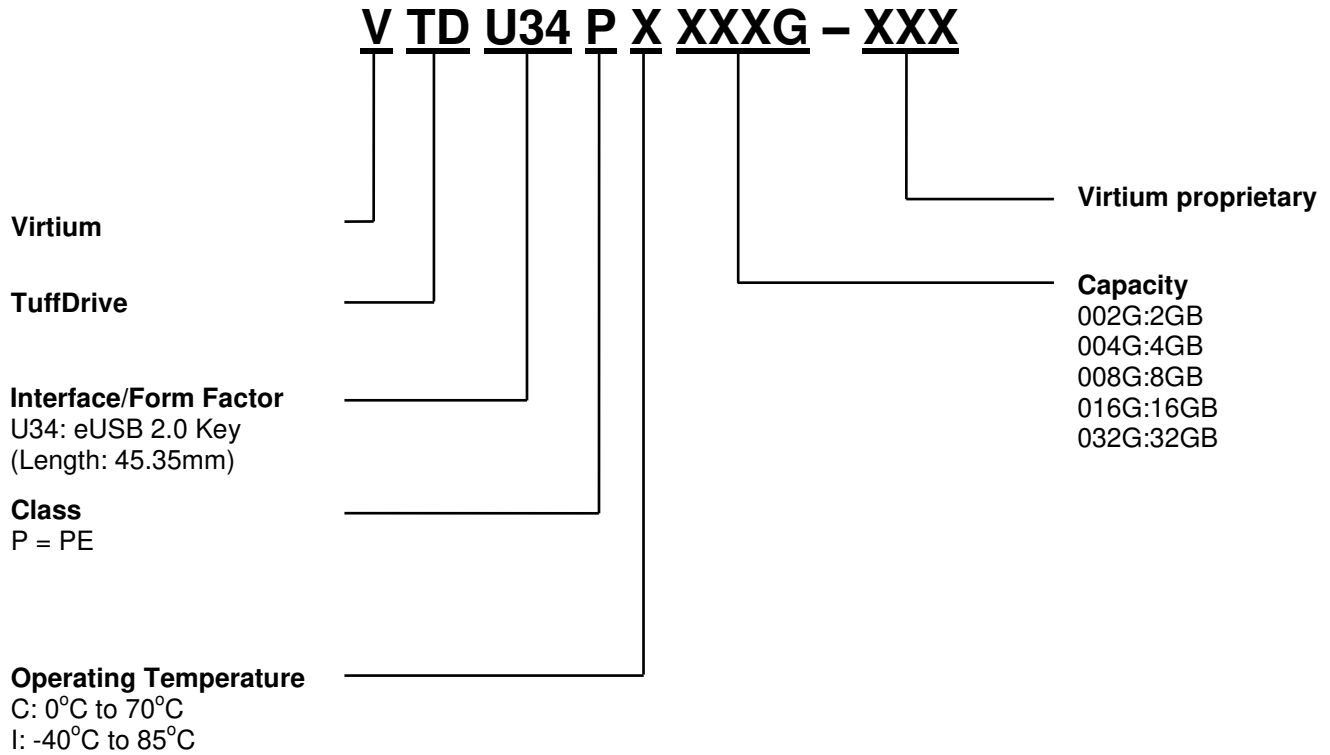 V TD U34 P X XXXG – XXX
Virtium
TuffDrive
Interface/Form Factor
U34: eUSB 2.0 Key
(Length: 45.35mm)
Class
P = PE
Operating Temperature
C: 0°C to 70°C
I: -40°C to 85°C
Virtium proprietary
Capacity
002G:2GB
004G:4GB
008G:8GB
016G:16GB
032G:32GB